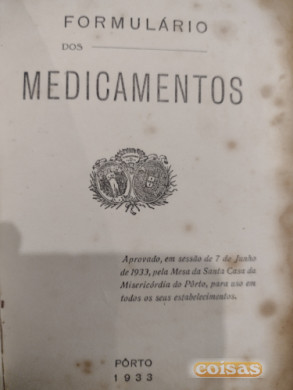 FORMULÁRIO
DOS
MEDICAMENTOS
Aprovado, em sessão de 7 de Junho
de 1933, pela Mesa da Santa Casa da
Misericórdia do Pôrto, para uso em
todos os seus estabelecimentos.
PÔRTO
1933
coisas